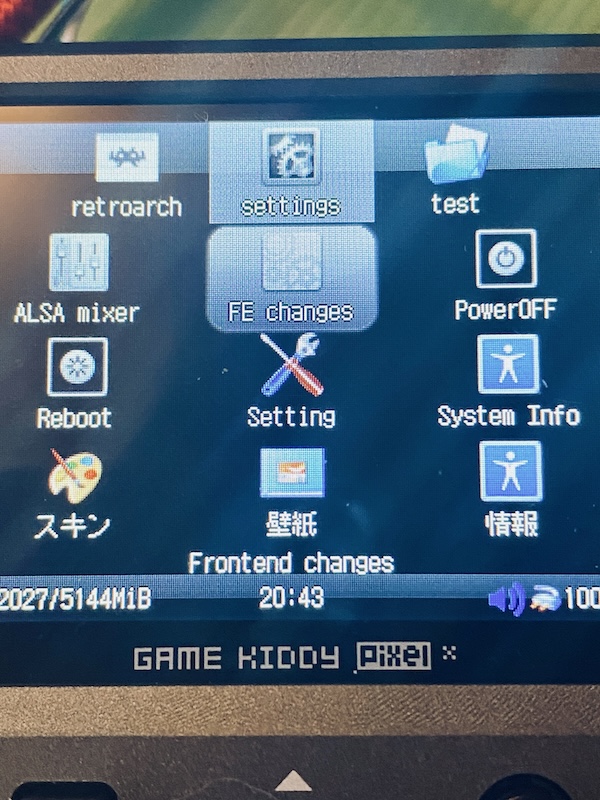 retroarch settings test
ALSA mixer FE changes PowerOFF
Reboot Setting System Info
スキン 壁紙 情報
Frontend changes
2027/5144MiB 20:43 100
GAME KIDDY Pixel x